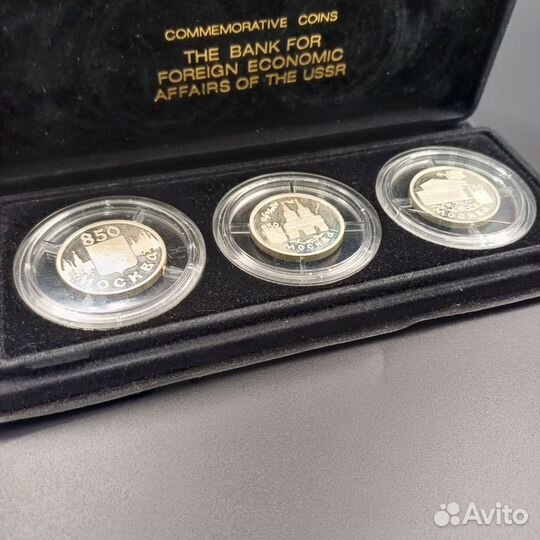 COMMEMORATIVE COINS
THE BANK FOR
FOREIGN ECONOMIC
AFFAIRS OF THE USSR
850
МОСКВА
МОСКВА
МОСКВА
Avito